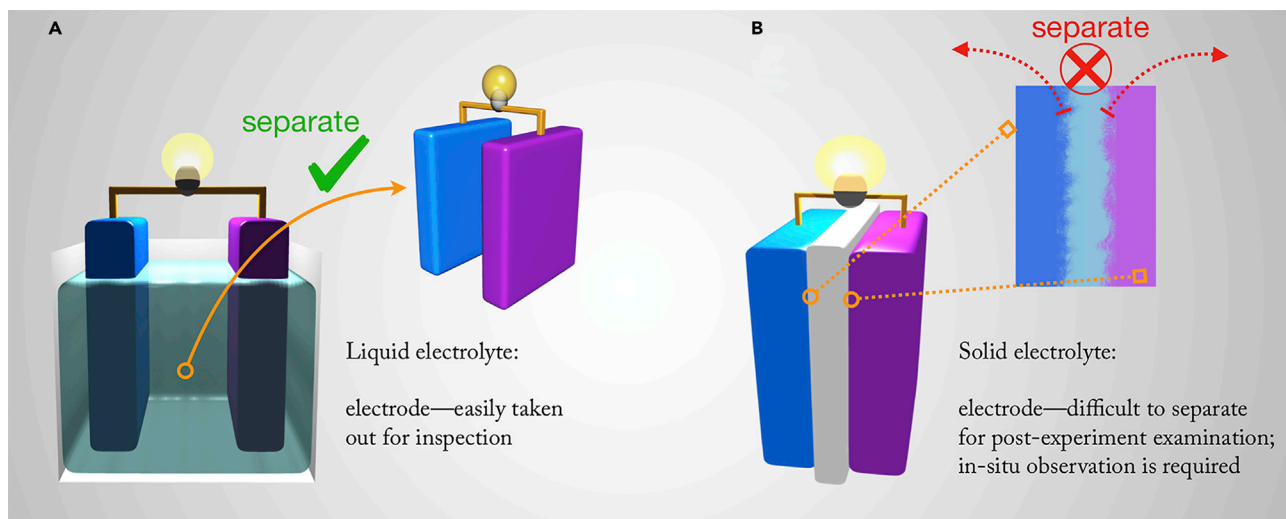 A
separate
Liquid electrolyte:
electrode—easily taken
out for inspection
B
separate
Solid electrolyte:
electrode—difficult to separate
for post-experiment examination;
in-situ observation is required